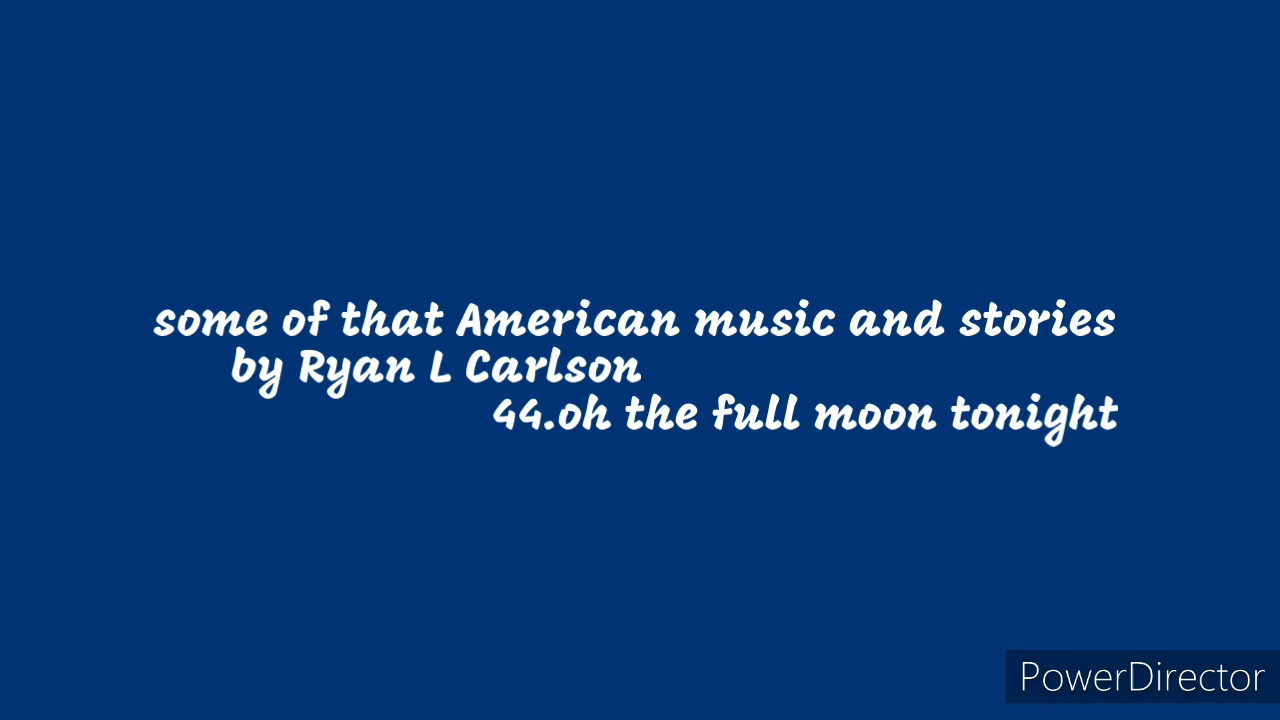 some of that American music and stories
by Ryan L Carlson
44.oh the full moon tonight
PowerDirector